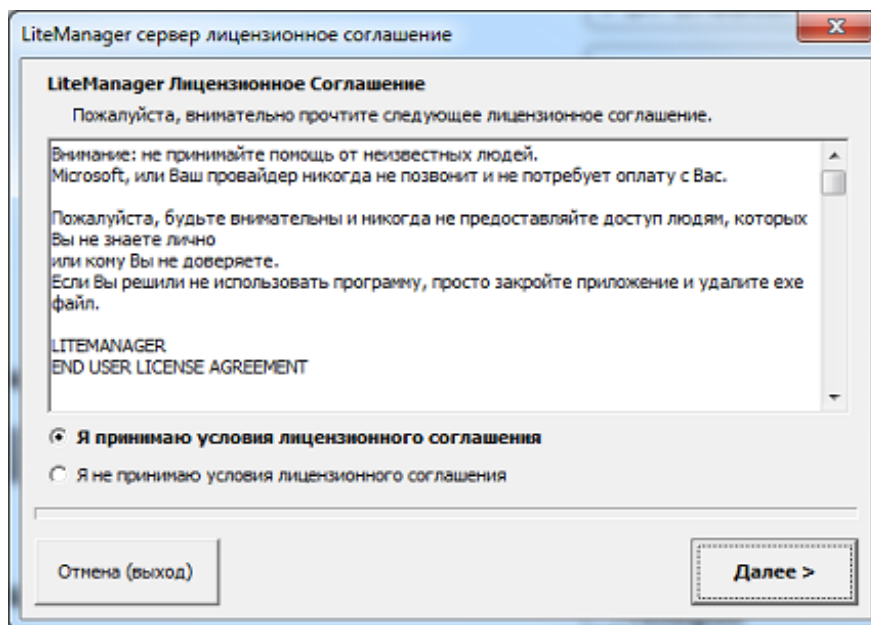 LiteManager сервер лицензионное соглашение
LiteManager Лицензионное Соглашение
Пожалуйста, внимательно прочтите следующее лицензионное соглашение.
Внимание: не принимайте помощь от неизвестных людей.
Microsoft, или Ваш провайдер никогда не позвонит и не потребует оплату с Вас.
Пожалуйста, будьте внимательны и никогда не предоставляйте доступ людям, которых
Вы не знаете лично
или кому Вы не доверяете.
Если Вы решили не использовать программу, просто закройте приложение и удалите exe
файл.
LITEMANAGER
END USER LICENSE AGREEMENT
Я принимаю условия лицензионного соглашения
Я не принимаю условия лицензионного соглашения
Отмена (выход)
Далее >